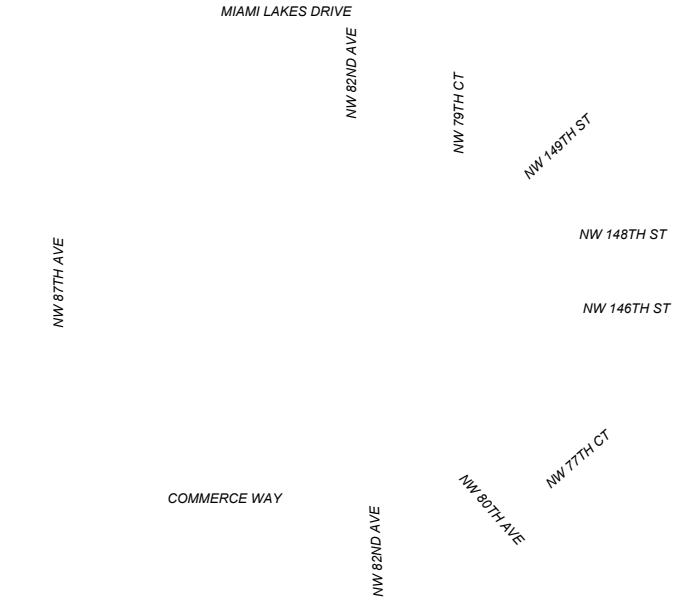 MIAMI LAKES DRIVE
NW 82ND AVE
NW 79TH CT
NW 149TH ST
NW 148TH ST
NW 87TH AVE
NW 146TH ST
NW 77TH CT
COMMERCE WAY
NW 80TH AVE
NW 82ND AVE